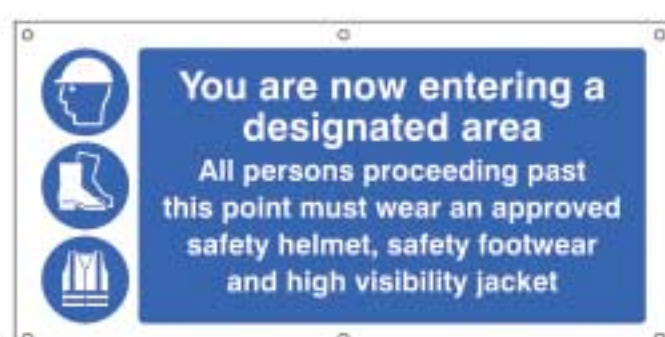 You are now entering a
designated area
All persons proceeding past
this point must wear an approved
safety helmet, safety footwear
and high visibility jacket